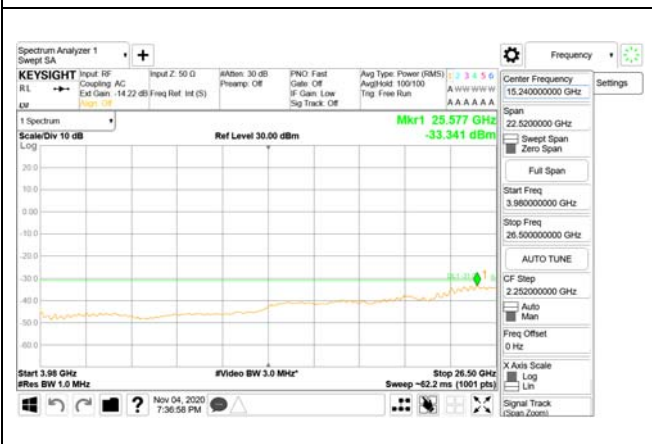 Spectrum Analyzer 1
Swept SA
+
Frequency
KEYSIGHT
RL
Input: RF
Coupling: AC
Ext Gain: -14.22 dB
Align: Off
Input Z: 50 Ω
Freq Ref: Int (S)
#Atten: 30 dB
Preamp: Off
PNO: Fast
Gate: Off
IF Gain: Low
Sig Track: Off
Avg Type: Power (RMS)
Avg|Hold: 100/100
Trig: Free Run
1 2 3 4 5 6
A W W W W W
A A A A A A
1 Spectrum
Scale/Div 10 dB
Ref Level 30.00 dBm
Mkr1 25.577 GHz
-33.341 dBm
Log
20.0
10.0
0.00
-10.0
-20.0
-30.0
-40.0
-50.0
-60.0
1
Start 3.98 GHz
#Res BW 1.0 MHz
#Video BW 3.0 MHz*
Stop 26.50 GHz
Sweep ~62.2 ms (1001 pts)
?
Nov 04, 2020
7:36:58 PM
Center Frequency
15.240000000 GHz
Settings
Span
22.5200000 GHz
Swept Span
Zero Span
Full Span
Start Freq
3.980000000 GHz
Stop Freq
26.500000000 GHz
AUTO TUNE
CF Step
2.252000000 GHz
Auto
Man
Freq Offset
0 Hz
X Axis Scale
Log
Lin
Signal Track
(Span Zoom)